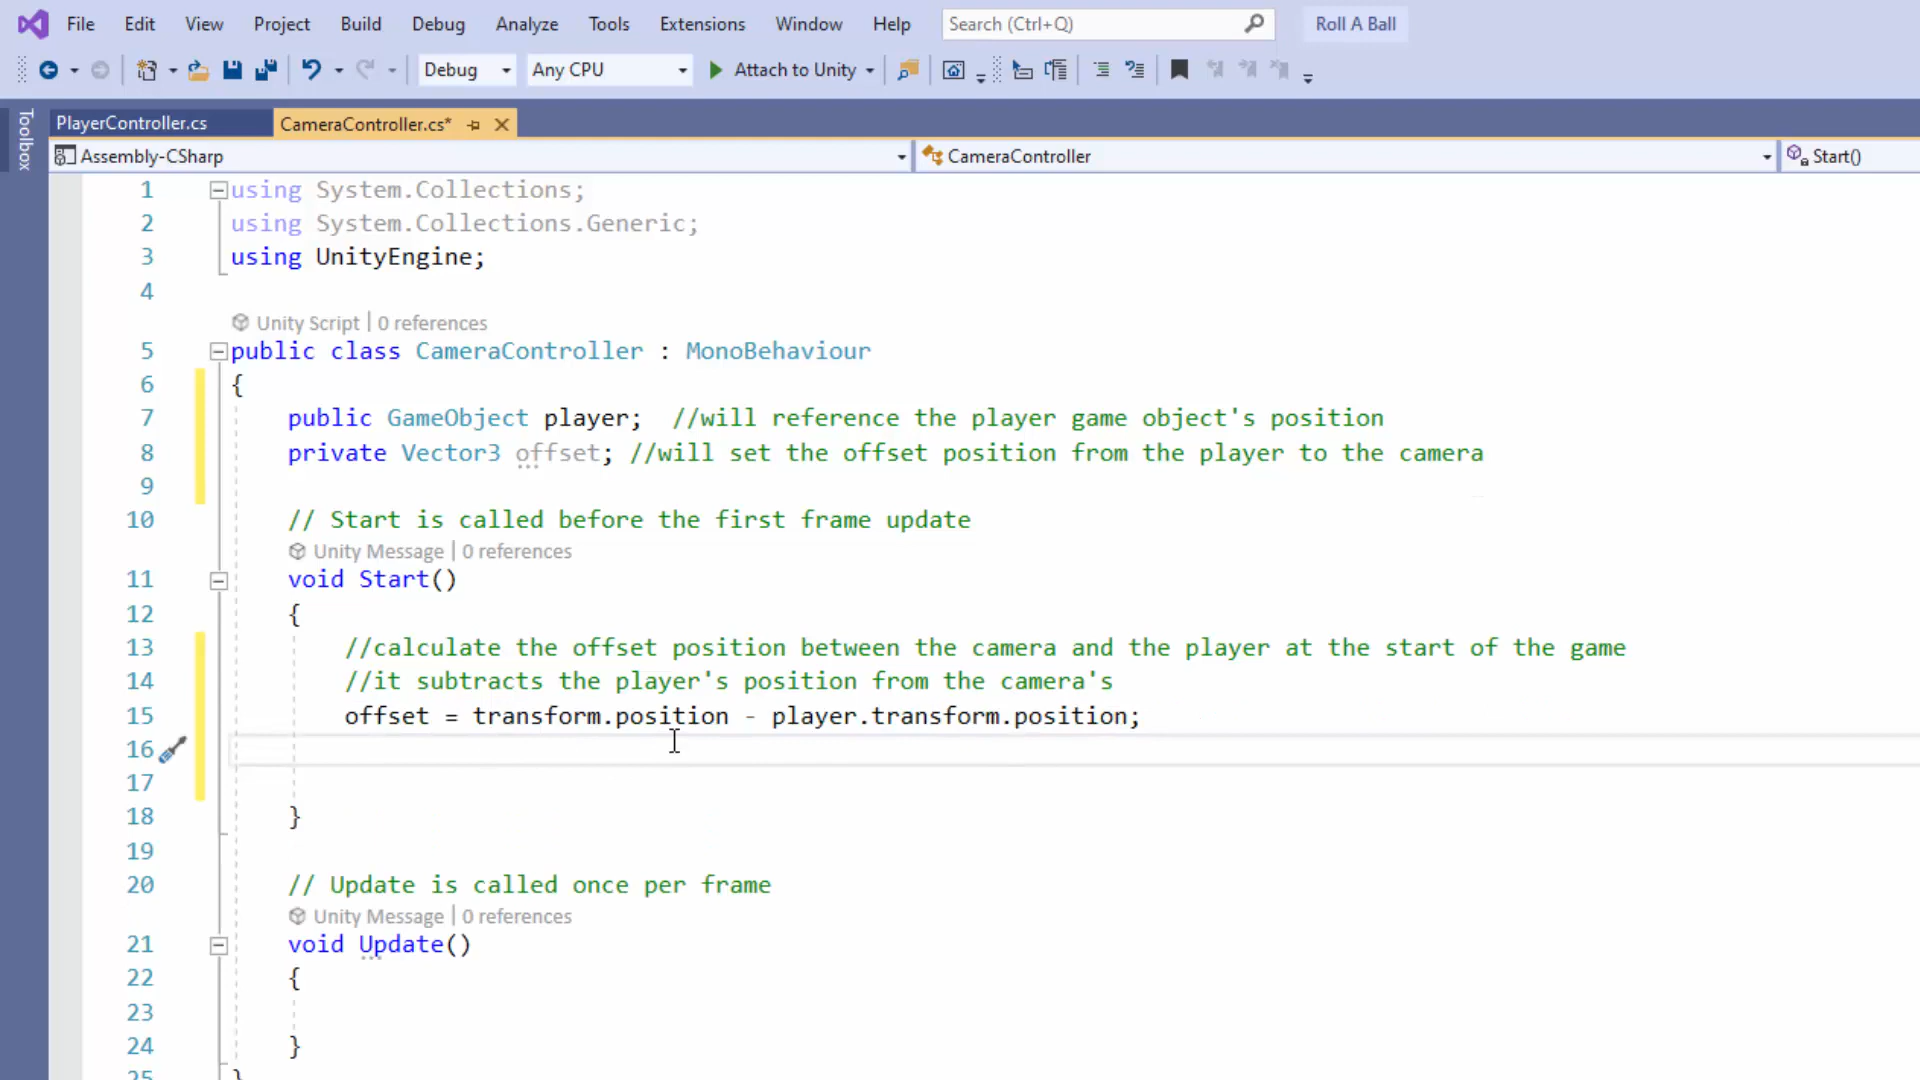 File Edit View Project Build Debug Analyze Tools Extensions Window Help Search (Ctrl+Q) Roll A Ball
Debug Any CPU Attach to Unity
Toolbox
PlayerController.cs CameraController.cs*
Assembly-CSharp CameraController Start()
1 using System.Collections;
2 using System.Collections.Generic;
3 using UnityEngine;
4
Unity Script | 0 references
5 public class CameraController : MonoBehaviour
6 {
7 public GameObject player; //will reference the player game object's position
8 private Vector3 offset; //will set the offset position from the player to the camera
9
10 // Start is called before the first frame update
Unity Message | 0 references
11 void Start()
12 {
13 //calculate the offset position between the camera and the player at the start of the game
14 //it subtracts the player's position from the camera's
15 offset = transform.position - player.transform.position;
16
17
18 }
19
20 // Update is called once per frame
Unity Message | 0 references
21 void Update()
22 {
23
24 }
25 }